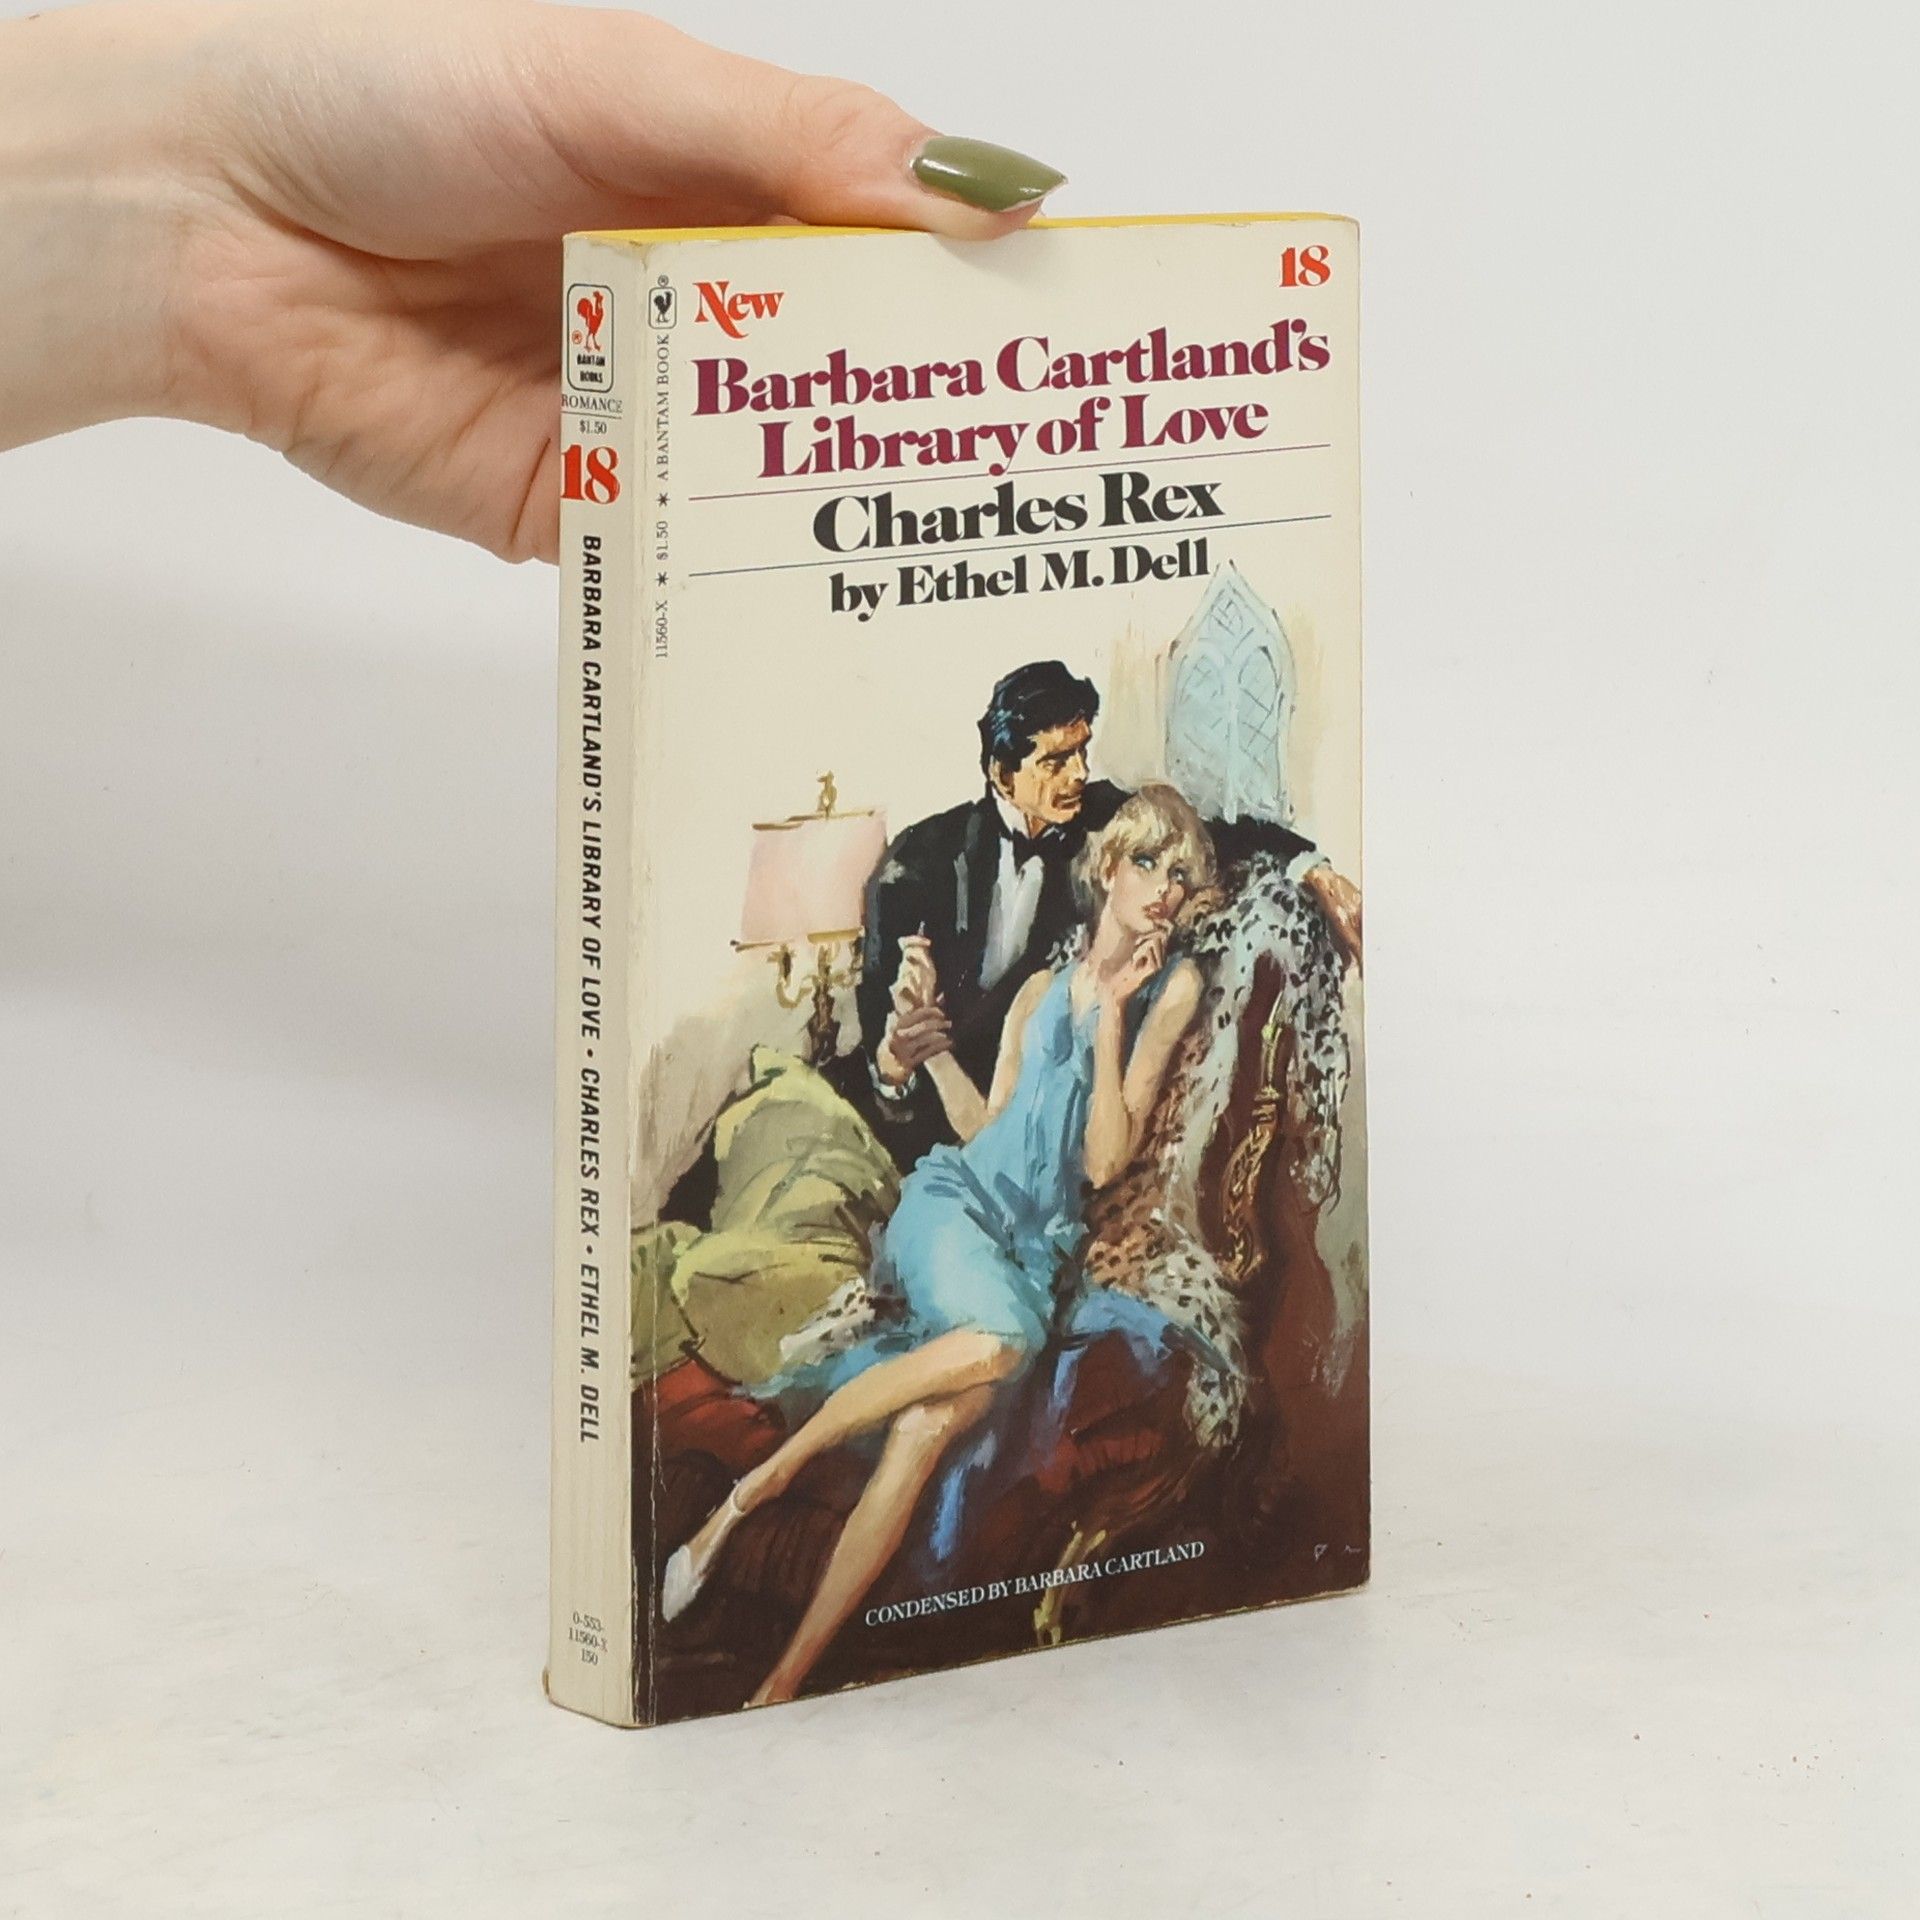 BANTAM
BOOKS
ROMANCE
$1.50
18
BARBARA CARTLAND'S LIBRARY OF LOVE • CHARLES REX • ETHEL M. DELL
0-553-
11560-X
150
11560-X ★ $1.50 ★ A BANTAM BOOK
New
18
Barbara Cartland's
Library of Love
Charles Rex
by Ethel M. Dell
CONDENSED BY BARBARA CARTLAND